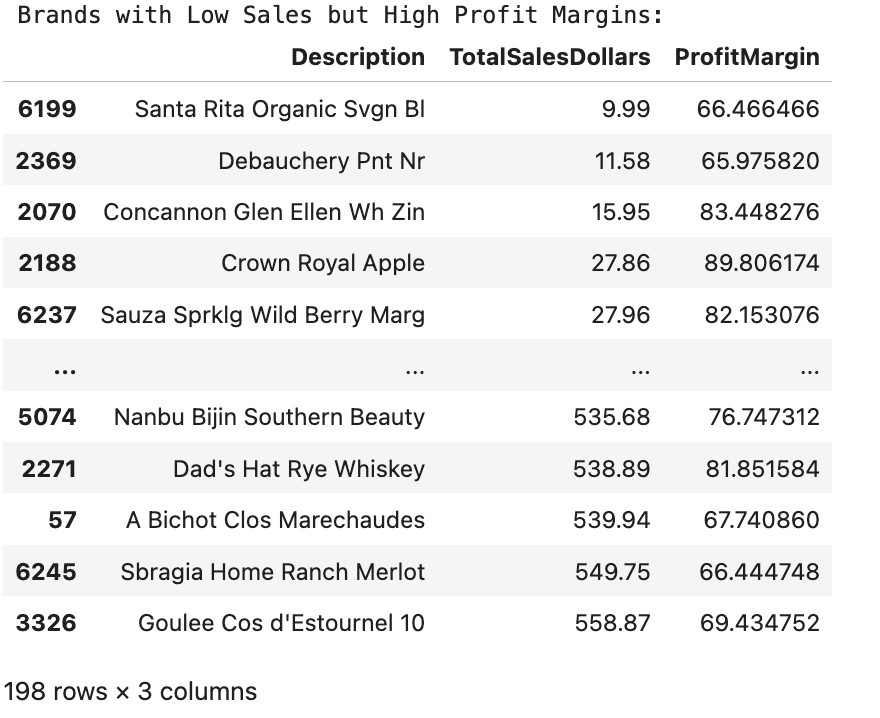 Brands with Low Sales but High Profit Margins:
Description TotalSalesDollars ProfitMargin
6199 Santa Rita Organic Svgn Bl 9.99 66.466466
2369 Debauchery Pnt Nr 11.58 65.975820
2070 Concannon Glen Ellen Wh Zin 15.95 83.448276
2188 Crown Royal Apple 27.86 89.806174
6237 Sauza Sprklg Wild Berry Marg 27.96 82.153076
... ... ... ...
5074 Nanbu Bijin Southern Beauty 535.68 76.747312
2271 Dad's Hat Rye Whiskey 538.89 81.851584
57 A Bichot Clos Marechaudes 539.94 67.740860
6245 Sbragia Home Ranch Merlot 549.75 66.444748
3326 Goulee Cos d'Estournel 10 558.87 69.434752
198 rows × 3 columns